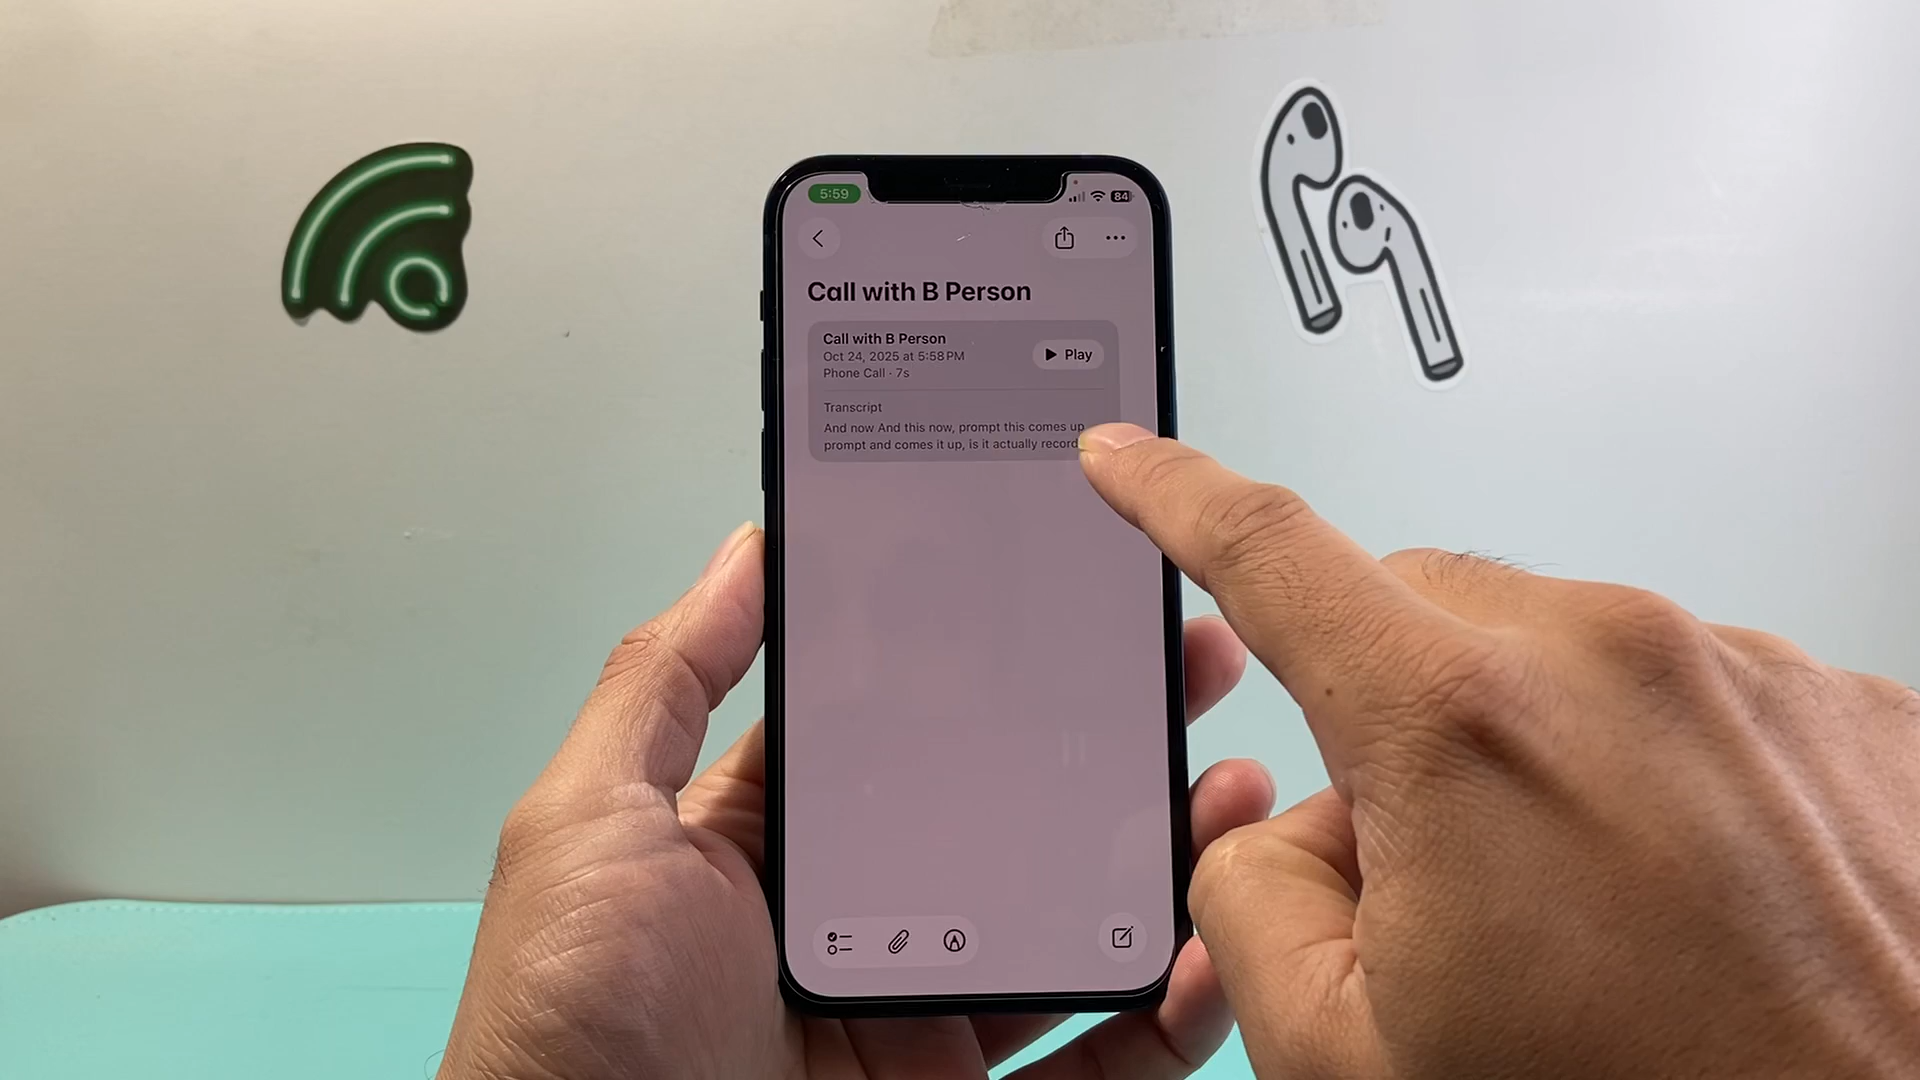 5:59
84
Call with B Person
Call with B Person
Oct 24, 2025 at 5:58 PM
Play
Phone Call · 7s
Transcript
And now And this now, prompt this comes up
prompt and comes it up, is it actually record